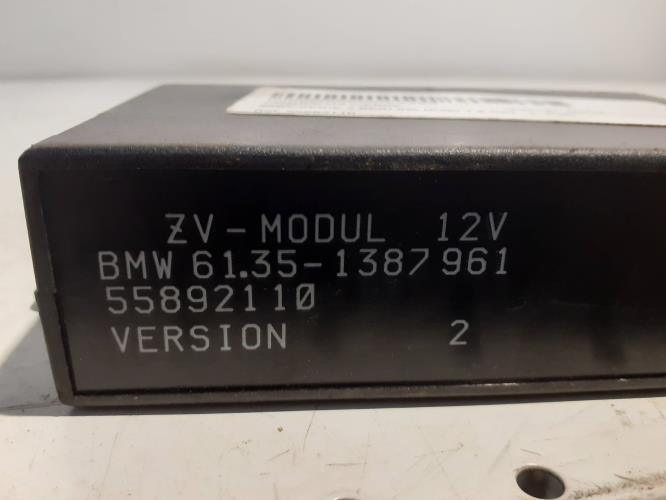 ZV-MODUL 12V
BMW 61.35-1387961
55892110
VERSION 2